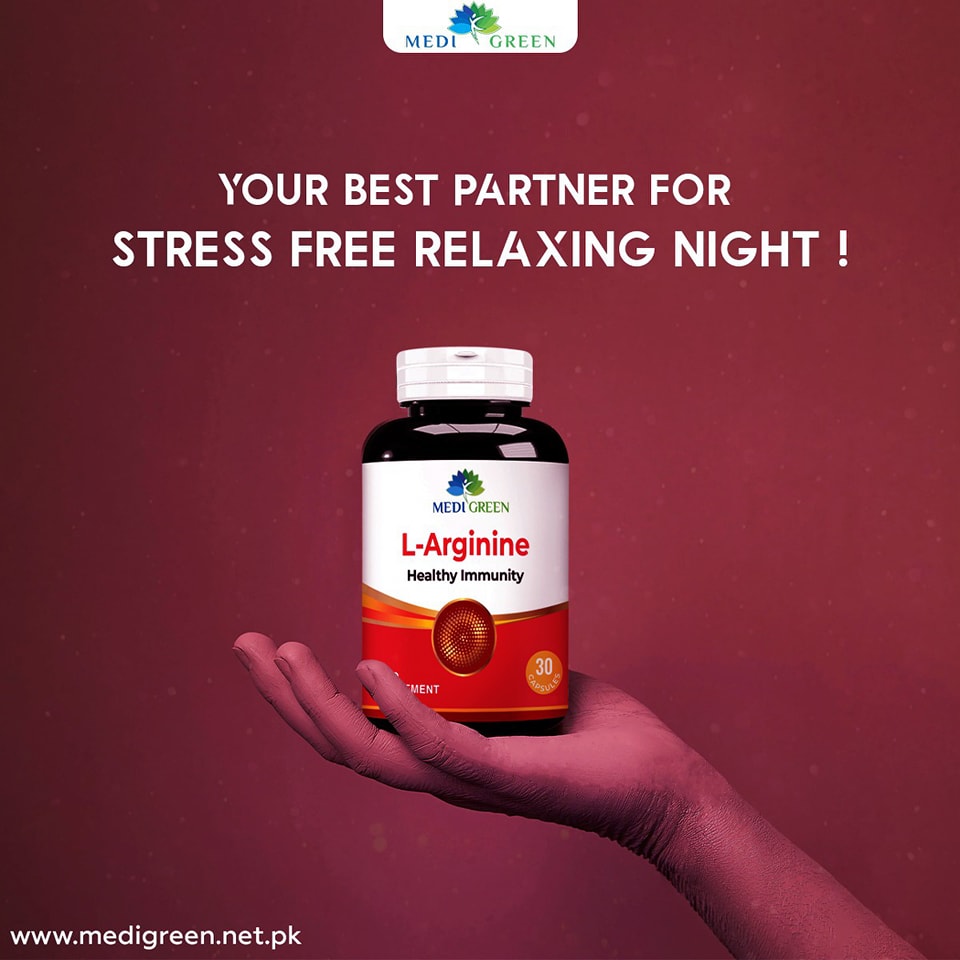 MEDI GREEN
YOUR BEST PARTNER FOR
STRESS FREE RELAXING NIGHT !
MEDI GREEN
L-Arginine
Healthy Immunity
30
CAPSULES
www.medigreen.net.pk